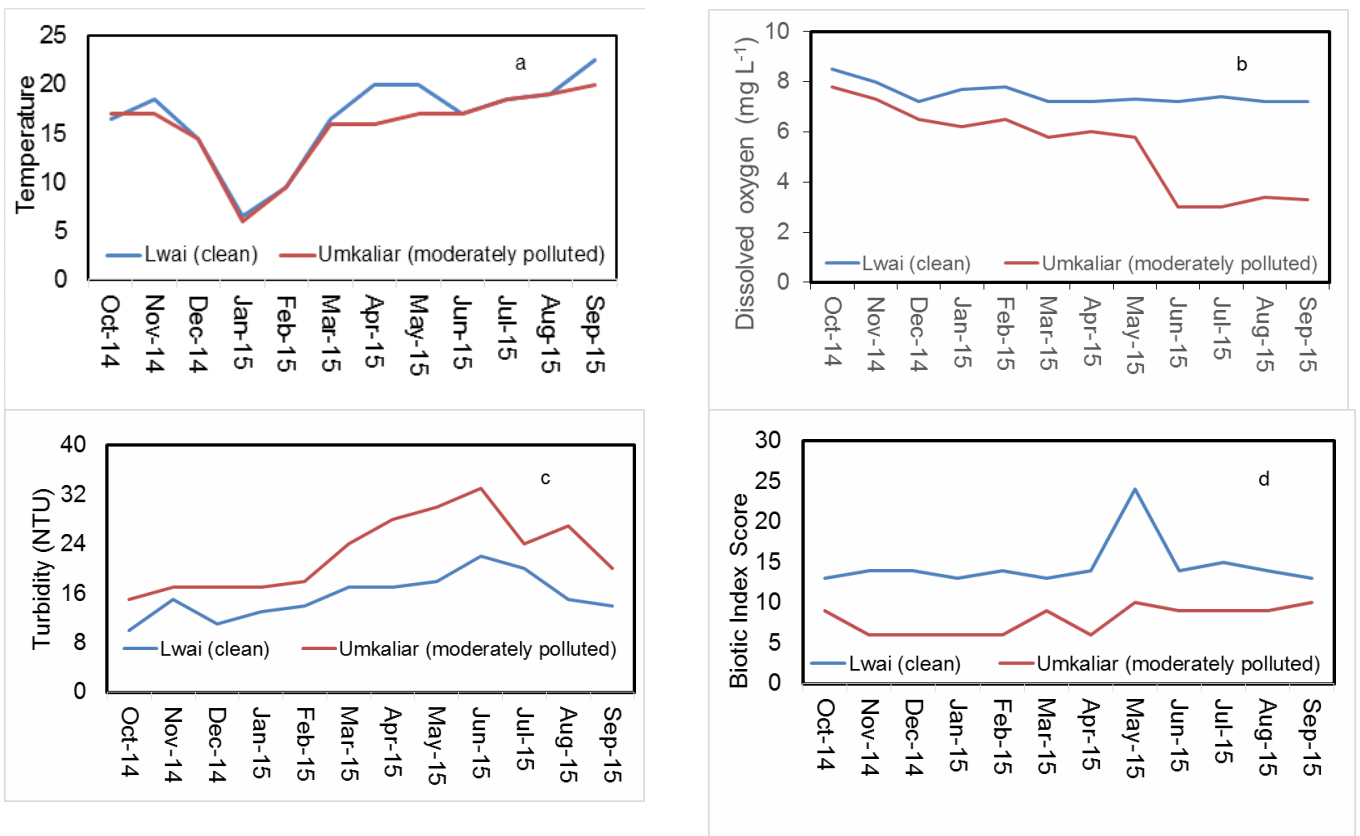 a
Temperature
25
20
15
10
5
0
Lwai (clean) Umkaliar (moderately polluted)
Oct-14 Nov-14 Dec-14 Jan-15 Feb-15 Mar-15 Apr-15 May-15 Jun-15 Jul-15 Aug-15 Sep-15
b
Dissolved oxygen (mg L-1)
10
8
6
4
2
0
Lwai (clean) Umkaliar (moderately polluted)
Oct-14 Nov-14 Dec-14 Jan-15 Feb-15 Mar-15 Apr-15 May-15 Jun-15 Jul-15 Aug-15 Sep-15
c
Turbidity (NTU)
40
32
24
16
8
0
Lwai (clean) Umkaliar (moderately polluted)
Oct-14 Nov-14 Dec-14 Jan-15 Feb-15 Mar-15 Apr-15 May-15 Jun-15 Jul-15 Aug-15 Sep-15
d
Biotic Index Score
30
25
20
15
10
5
0
Lwai (clean) Umkaliar (moderately polluted)
Oct-14 Nov-14 Dec-14 Jan-15 Feb-15 Mar-15 Apr-15 May-15 Jun-15 Jul-15 Aug-15 Sep-15